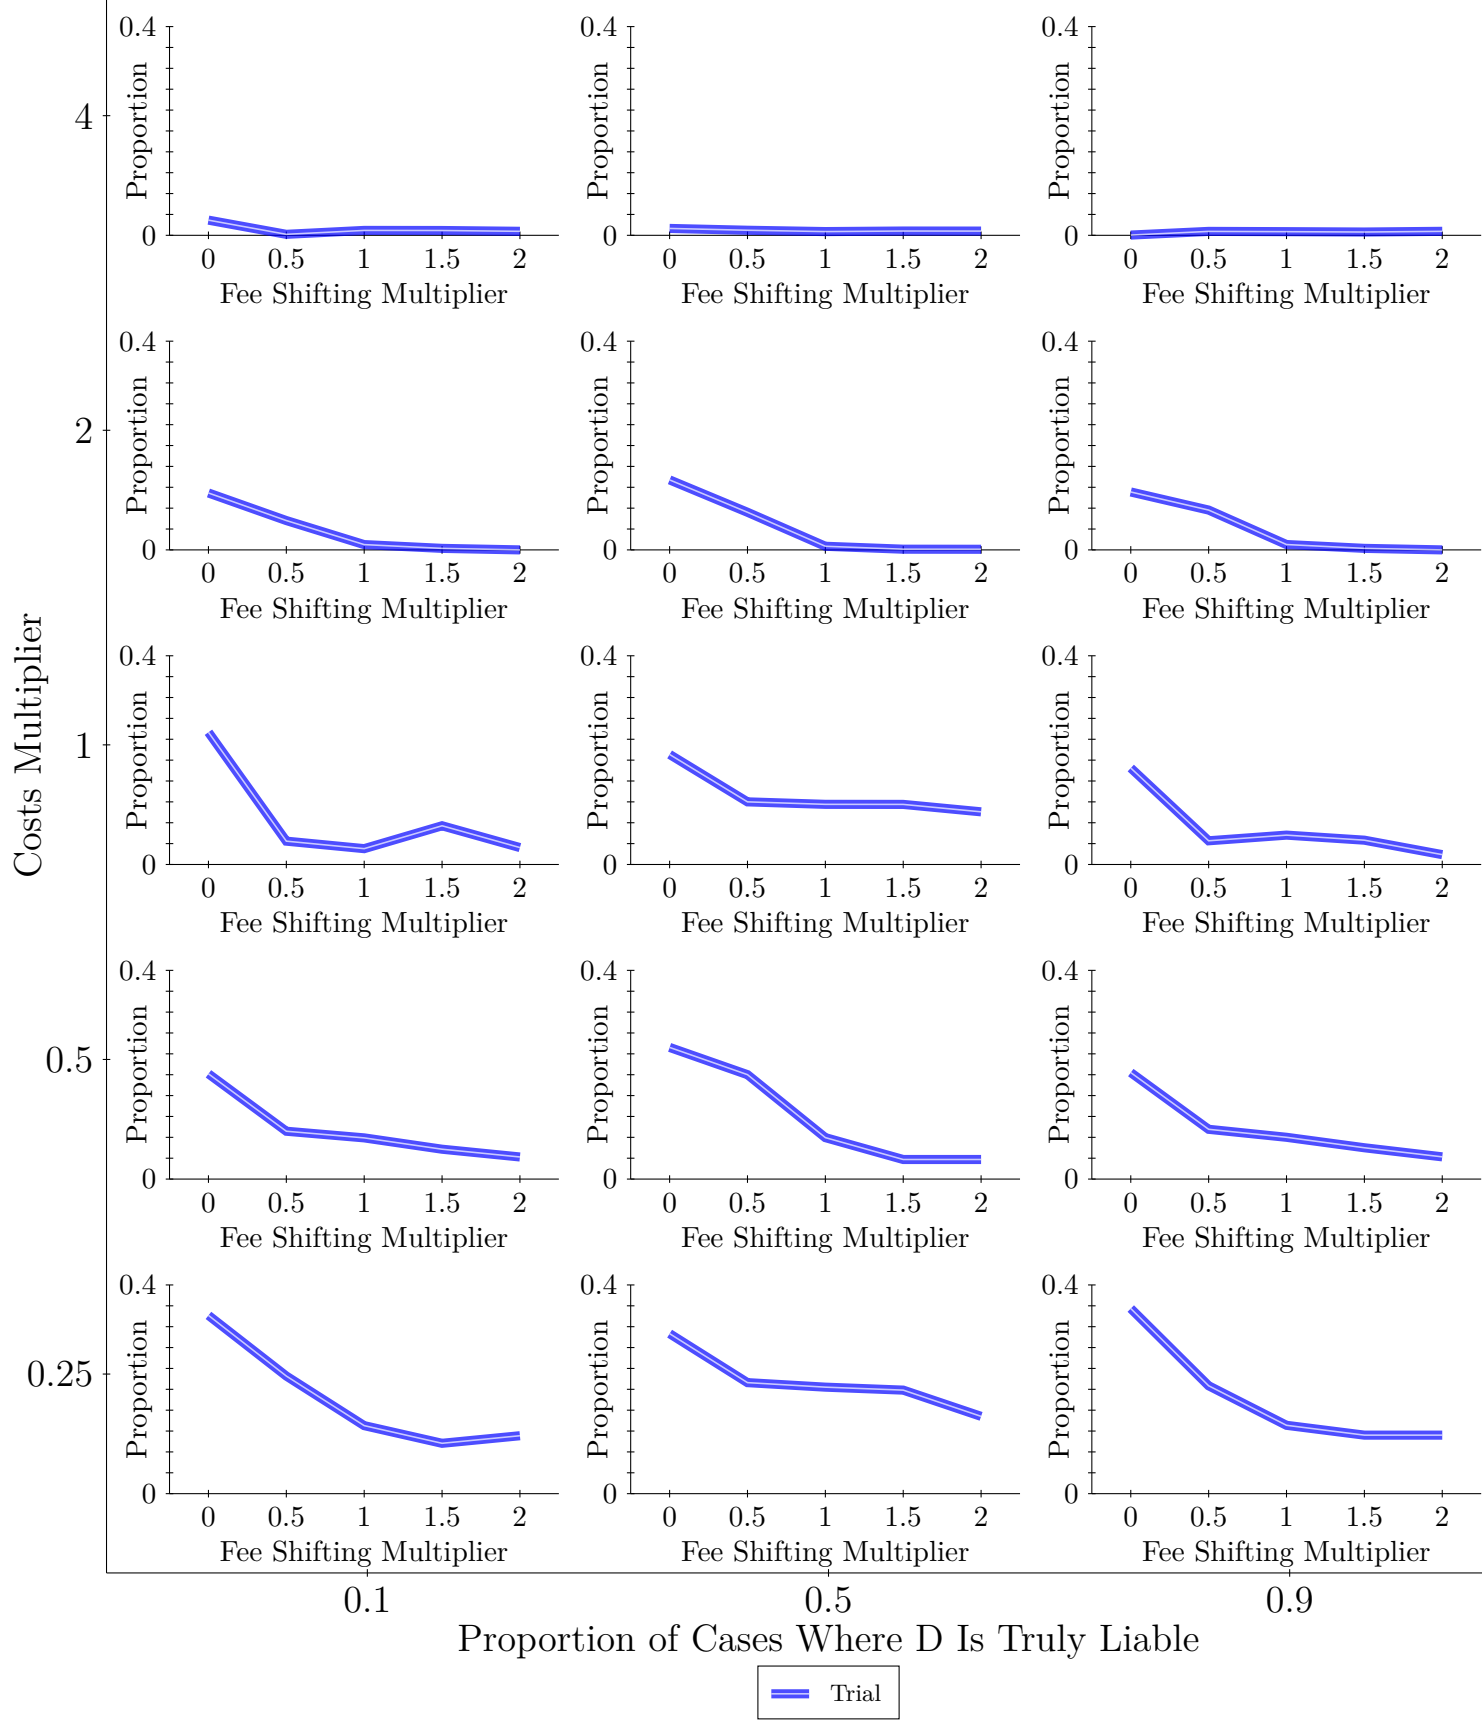 0.4 0.4 0.4
Proportion Proportion Proportion
4
0 0 0
0 0.5 1 1.5 2 0 0.5 1 1.5 2 0 0.5 1 1.5 2
Fee Shifting Multiplier Fee Shifting Multiplier Fee Shifting Multiplier
0.4 0.4 0.4
Proportion Proportion Proportion
2
0 0 0
0 0.5 1 1.5 2 0 0.5 1 1.5 2 0 0.5 1 1.5 2
Fee Shifting Multiplier Fee Shifting Multiplier Fee Shifting Multiplier
Costs Multiplier
0.4 0.4 0.4
Proportion Proportion Proportion
1
0 0 0
0 0.5 1 1.5 2 0 0.5 1 1.5 2 0 0.5 1 1.5 2
Fee Shifting Multiplier Fee Shifting Multiplier Fee Shifting Multiplier
0.4 0.4 0.4
Proportion Proportion Proportion
0.5
0 0 0
0 0.5 1 1.5 2 0 0.5 1 1.5 2 0 0.5 1 1.5 2
Fee Shifting Multiplier Fee Shifting Multiplier Fee Shifting Multiplier
0.4 0.4 0.4
Proportion Proportion Proportion
0.25
0 0 0
0 0.5 1 1.5 2 0 0.5 1 1.5 2 0 0.5 1 1.5 2
Fee Shifting Multiplier Fee Shifting Multiplier Fee Shifting Multiplier
0.1 0.5 0.9
Proportion of Cases Where D Is Truly Liable
Trial